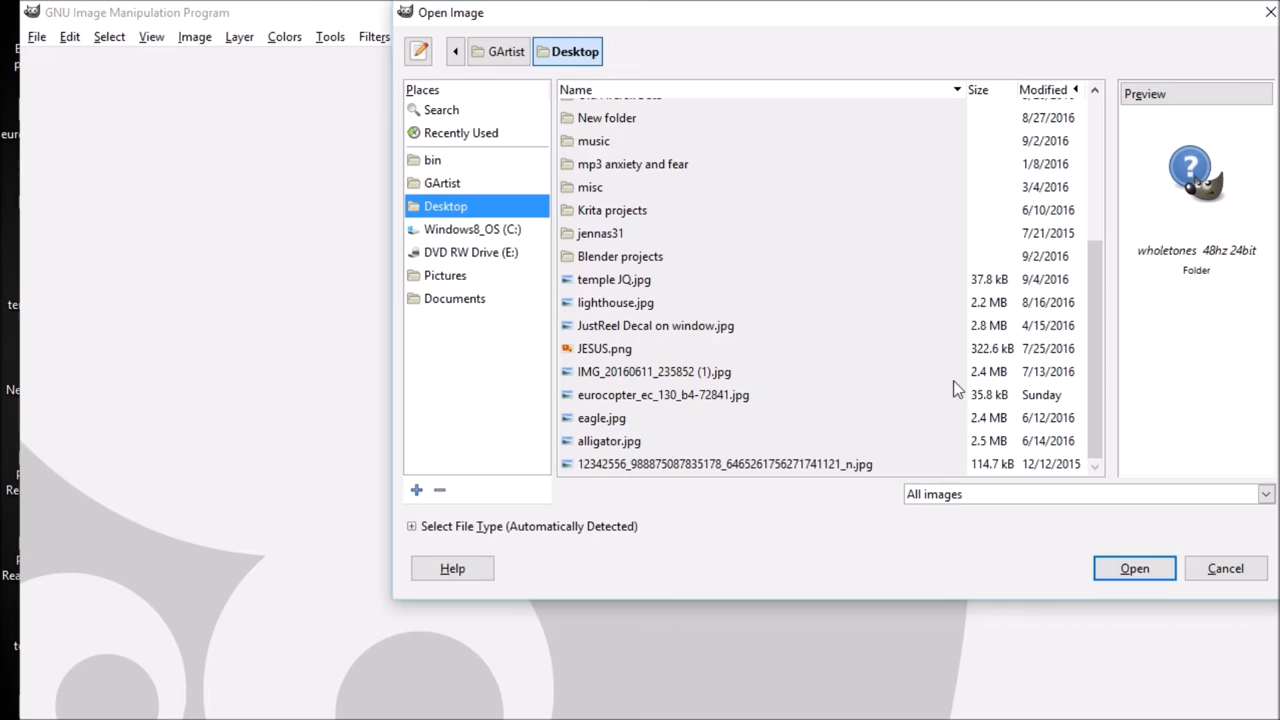 GNU Image Manipulation Program
File Edit Select View Image Layer Colors Tools Filters
Open Image
GArtist Desktop
Places
Search
Recently Used
bin
GArtist
Desktop
Windows8_OS (C:)
DVD RW Drive (E:)
Pictures
Documents
Name Size Modified
New folder 8/27/2016
music 9/2/2016
mp3 anxiety and fear 1/8/2016
misc 3/4/2016
Krita projects 6/10/2016
jennas31 7/21/2015
Blender projects 9/2/2016
temple JQ.jpg 37.8 kB 9/4/2016
lighthouse.jpg 2.2 MB 8/16/2016
JustReel Decal on window.jpg 2.8 MB 4/15/2016
JESUS.png 322.6 kB 7/25/2016
IMG_20160611_235852 (1).jpg 2.4 MB 7/13/2016
eurocopter_ec_130_b4-72841.jpg 35.8 kB Sunday
eagle.jpg 2.4 MB 6/12/2016
alligator.jpg 2.5 MB 6/14/2016
12342556_988875087835178_6465261756271741121_n.jpg 114.7 kB 12/12/2015
Preview
wholetones 48hz 24bit
Folder
All images
Select File Type (Automatically Detected)
Help Open Cancel